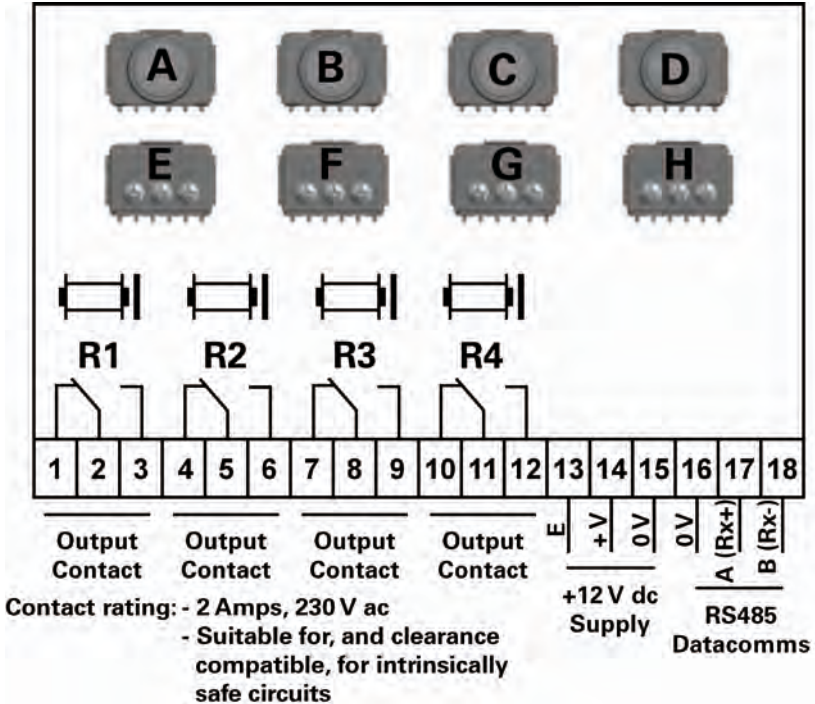 A B C D
E F G H
R1 R2 R3 R4
1 2 3 4 5 6 7 8 9 10 11 12 13 14 15 16 17 18
Output Contact
Output Contact
Output Contact
Output Contact
E
+V
0V
0V
A (Rx+)
B (Rx-)
+12 V dc
Supply
RS485
Datacomms
Contact rating: - 2 Amps, 230 V ac
- Suitable for, and clearance
compatible, for intrinsically
safe circuits